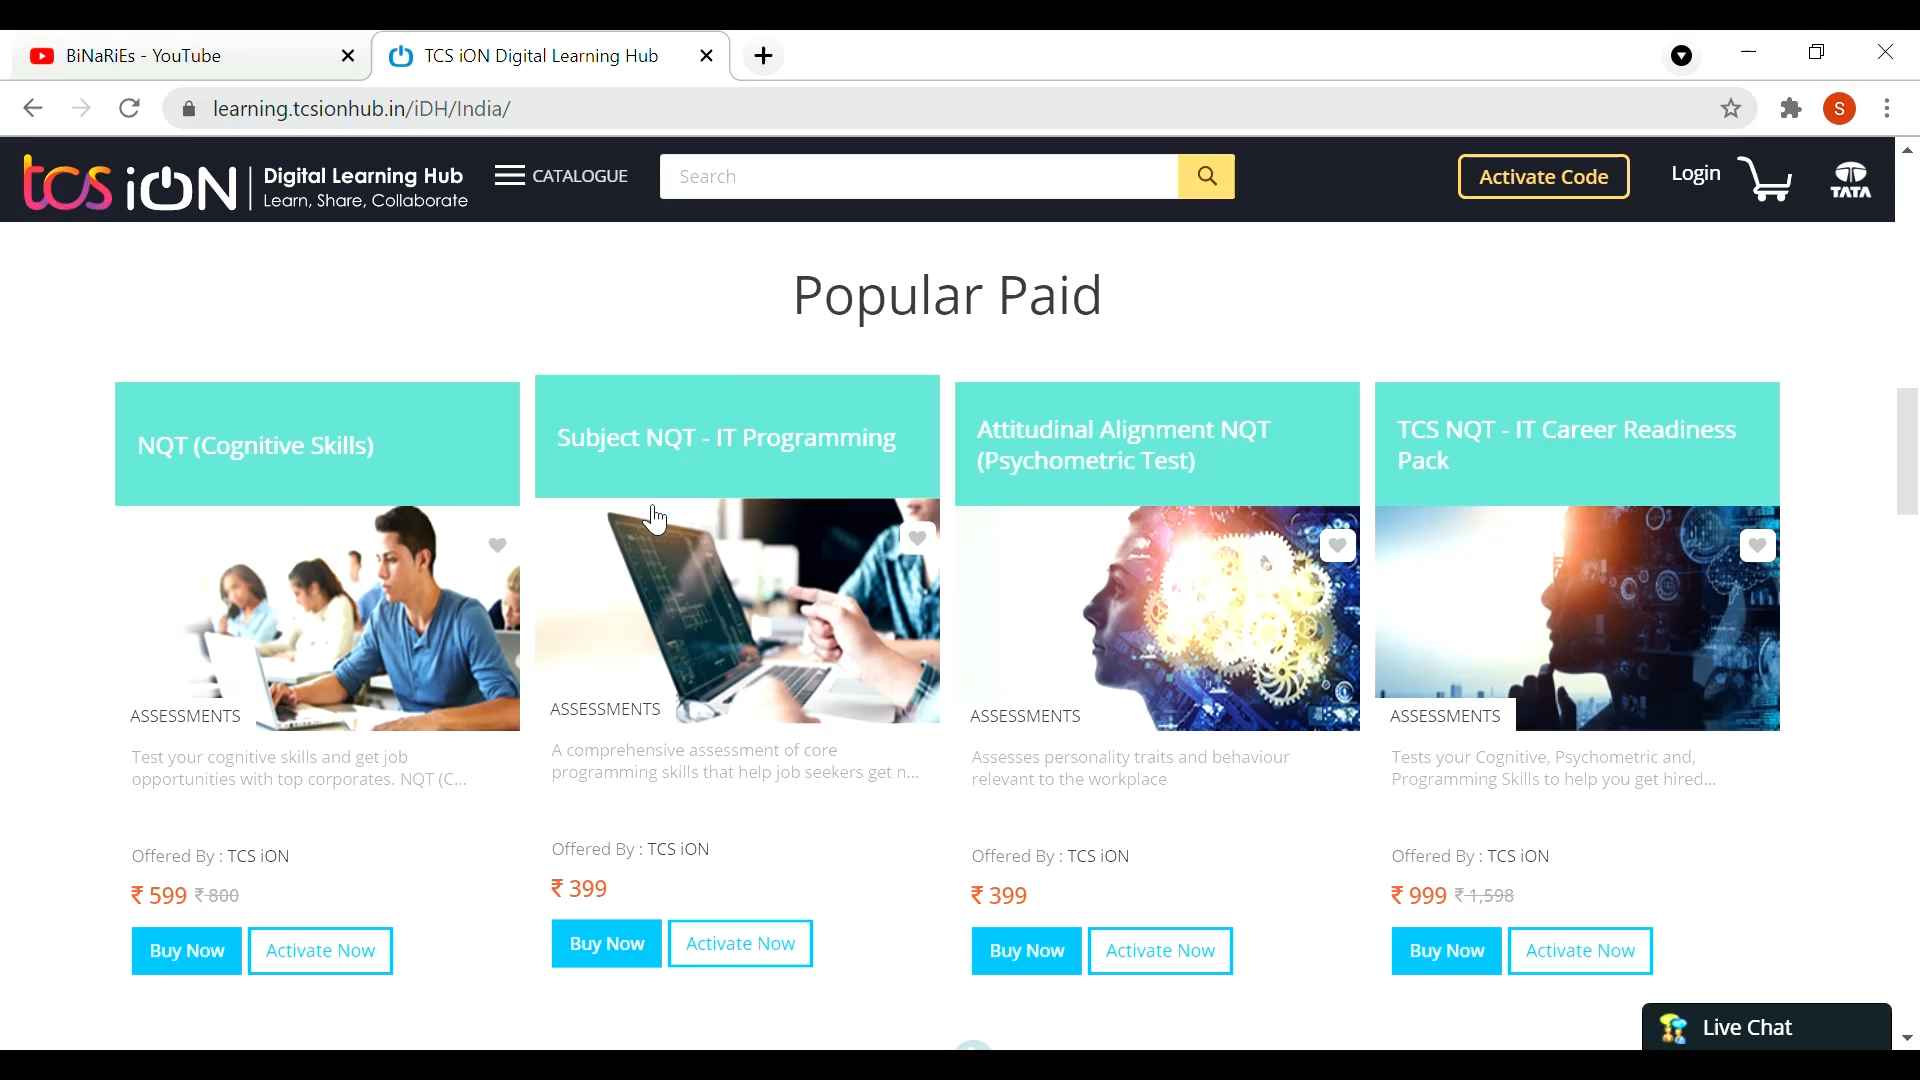 BiNaRiEs - YouTube
TCS iON Digital Learning Hub
learning.tcsionhub.in/iDH/India/
S
tcs iON
Digital Learning Hub
Learn, Share, Collaborate
CATALOGUE
Search
Activate Code
Login
TATA
Popular Paid
NQT (Cognitive Skills)
ASSESSMENTS
Test your cognitive skills and get job
opportunities with top corporates. NQT (C...
Offered By : TCS iON
₹ 599 ₹ 800
Buy Now
Activate Now
Subject NQT - IT Programming
ASSESSMENTS
A comprehensive assessment of core
programming skills that help job seekers get n...
Offered By : TCS iON
₹ 399
Buy Now
Activate Now
Attitudinal Alignment NQT
(Psychometric Test)
ASSESSMENTS
Assesses personality traits and behaviour
relevant to the workplace
Offered By : TCS iON
₹ 399
Buy Now
Activate Now
TCS NQT - IT Career Readiness
Pack
ASSESSMENTS
Tests your Cognitive, Psychometric and,
Programming Skills to help you get hired...
Offered By : TCS iON
₹ 999 ₹ 1,598
Buy Now
Activate Now
Live Chat